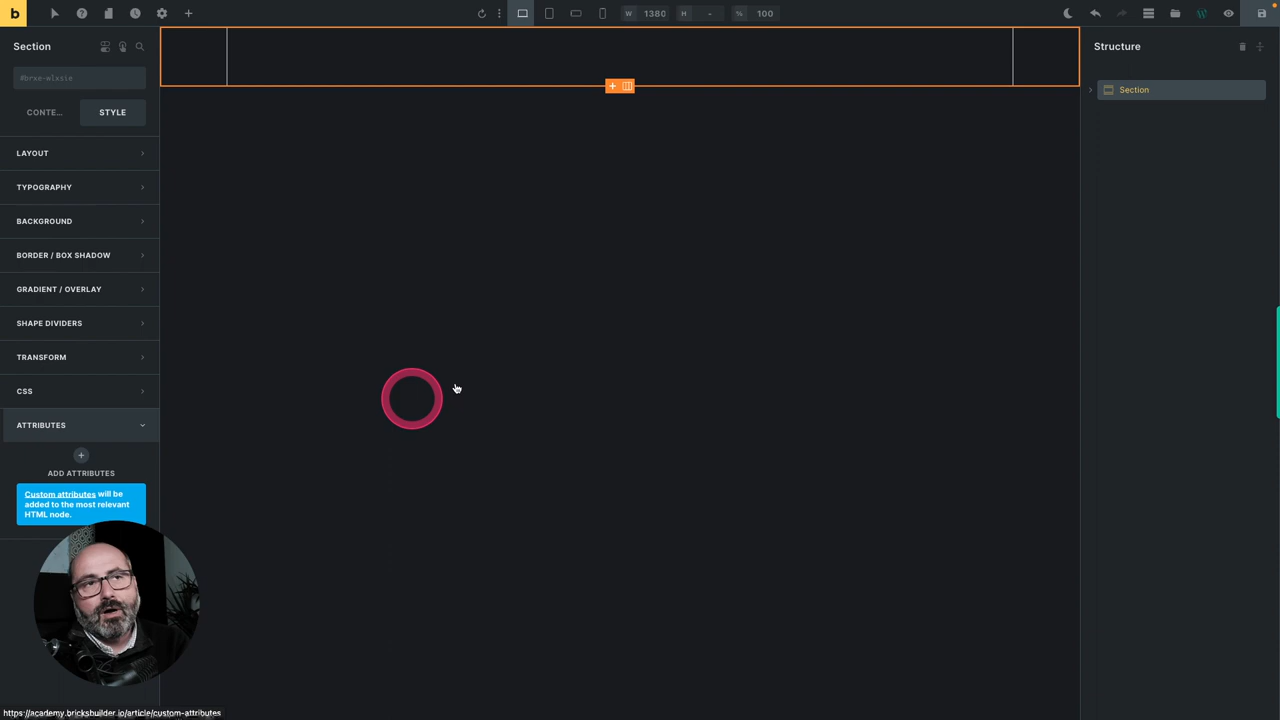 b
W 1380 H - % 100
Section
#brxe-wlxsie
CONTE... STYLE
LAYOUT
TYPOGRAPHY
BACKGROUND
BORDER / BOX SHADOW
GRADIENT / OVERLAY
SHAPE DIVIDERS
TRANSFORM
CSS
ATTRIBUTES
ADD ATTRIBUTES
Custom attributes will be
added to the most relevant
HTML node.
https://academy.bricksbuilder.io/article/custom-attributes
Structure
Section